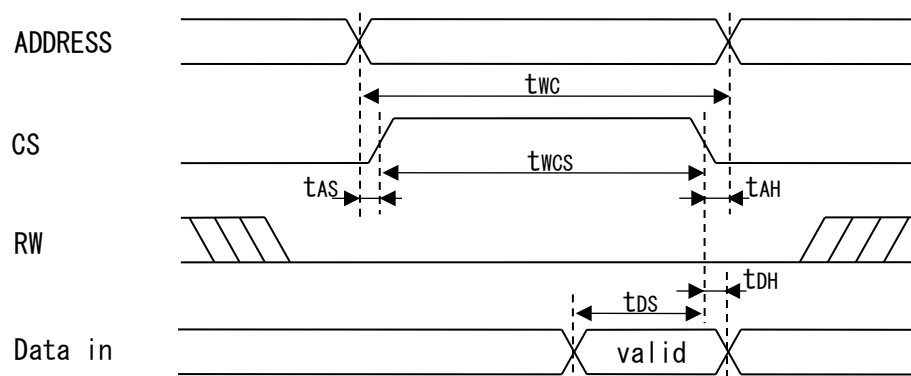 ADDRESS
tWC
CS
tWCS
tAS
tAH
RW
tDH
tDS
Data in
valid